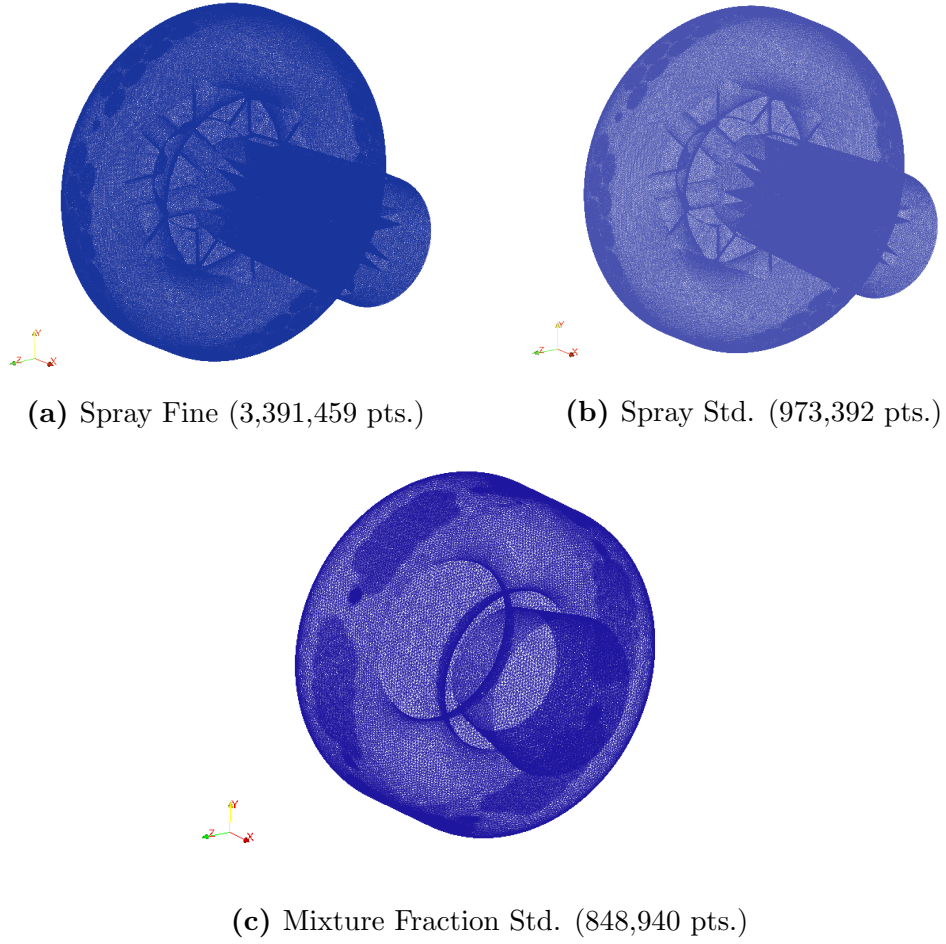 Y
Z
X
Y
Z
X
(a) Spray Fine (3,391,459 pts.)
(b) Spray Std. (973,392 pts.)
Y
Z
X
(c) Mixture Fraction Std. (848,940 pts.)